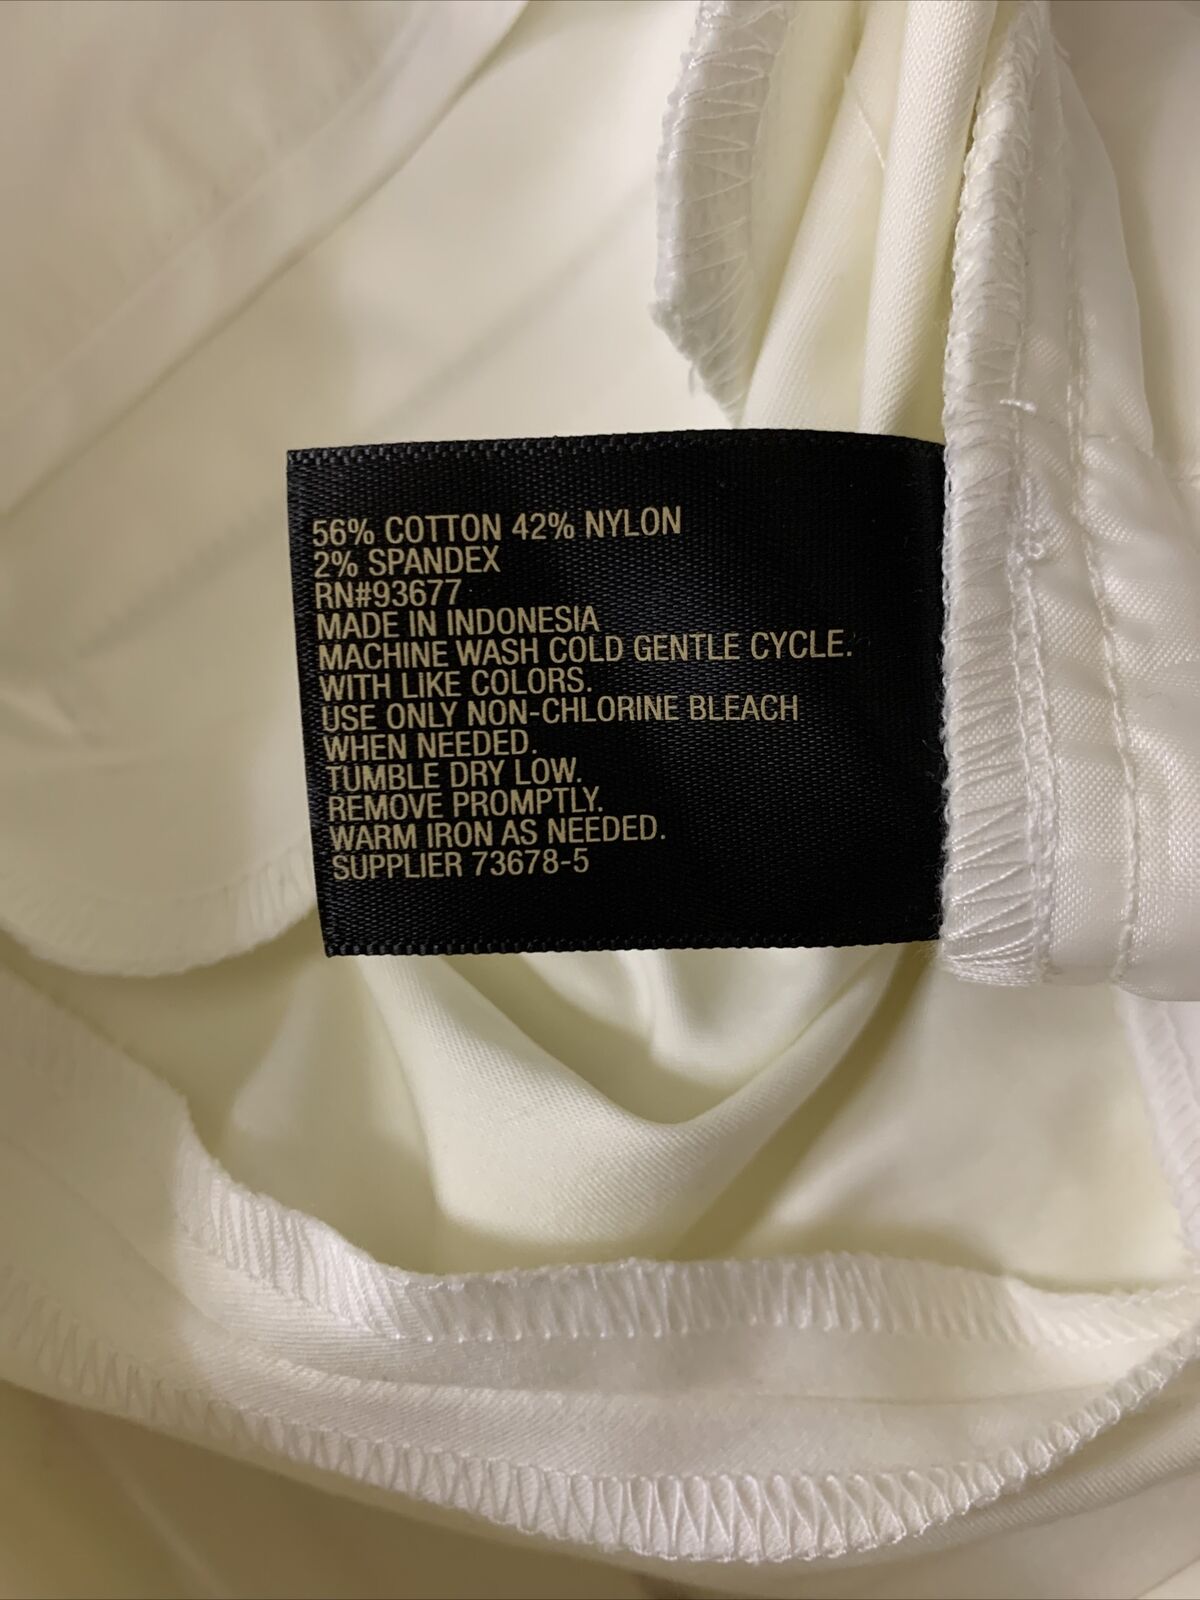 56% COTTON 42% NYLON
2% SPANDEX
RN#93677
MADE IN INDONESIA
MACHINE WASH COLD GENTLE CYCLE.
WITH LIKE COLORS.
USE ONLY NON-CHLORINE BLEACH
WHEN NEEDED.
TUMBLE DRY LOW.
REMOVE PROMPTLY.
WARM IRON AS NEEDED.
SUPPLIER 73678-5